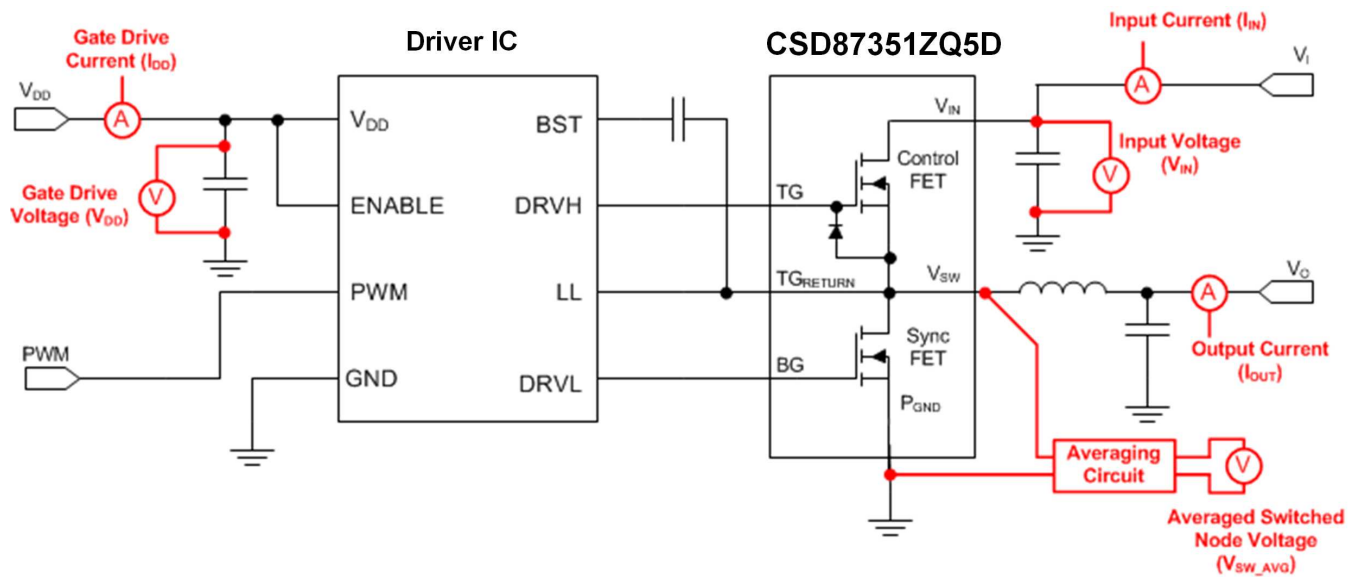 Gate Drive
Current (IDD)
Driver IC
CSD87351ZQ5D
Input Current (IIN)
VDD
A
VDD
BST
VIN
A
VI
Gate Drive
Voltage (VDD)
V
ENABLE
DRVH
TG
Control
FET
V
Input Voltage
(VIN)
PWM
LL
TGRETURN
VSW
A
VO
PWM
GND
DRVL
BG
Sync
FET
PGND
Output Current
(IOUT)
Averaging
Circuit
V
Averaged Switched
Node Voltage
(VSW_AVG)